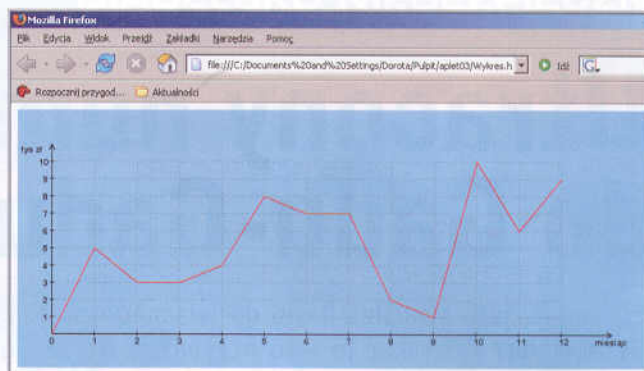 Mozilla Firefox
Plik Edycja Widok Przejdź Zakładki Narzędzia Pomoc
file:///C:/Documents%20and%20Settings/Dorota/Pulpit/aplet03/Wykres.h Idź G
Rozpocznij przygod... Aktualności
tys zł
10
9
8
7
6
5
4
3
2
1
0 1 2 3 4 5 6 7 8 9 10 11 12 miesiąc